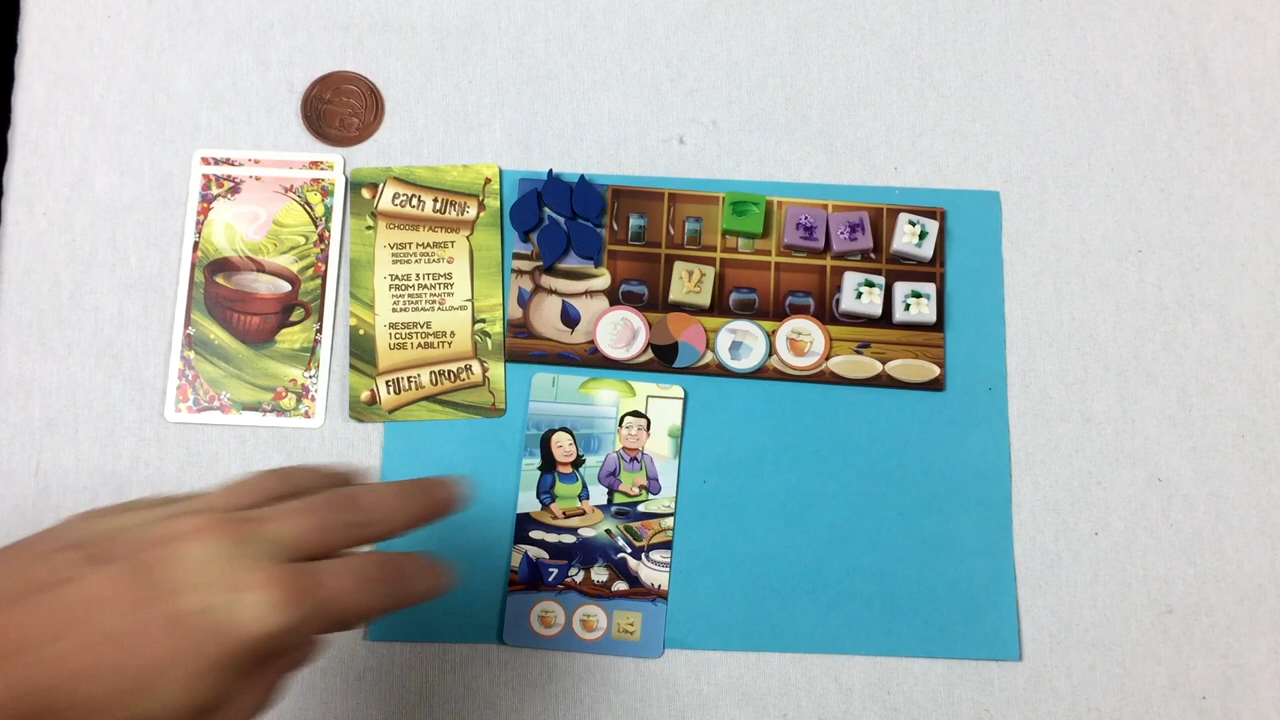 each turn:
(CHOOSE 1 ACTION)
• VISIT MARKET
RECEIVE GOLD
SPEND AT LEAST
• TAKE 3 ITEMS
FROM PANTRY
MAY RESET PANTRY
AT START FOR
BLIND DRAWS ALLOWED
• RESERVE
1 CUSTOMER &
USE 1 ABILITY
FULFIL ORDER
7